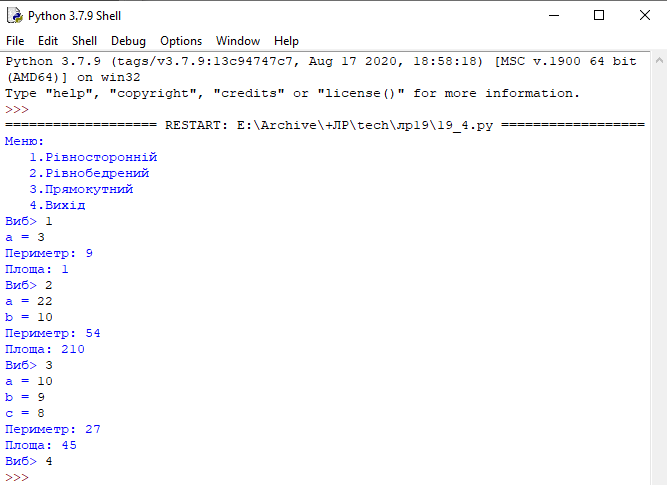 Python 3.7.9 Shell
File Edit Shell Debug Options Window Help
Python 3.7.9 (tags/v3.7.9:13c94747c7, Aug 17 2020, 18:58:18) [MSC v.1900 64 bit
(AMD64)] on win32
Type "help", "copyright", "credits" or "license()" for more information.
>>>
=================== RESTART: E:\Archive\+ЛР\tech\лр19\19_4.py ==================
Меню:
1.Рівносторонній
2.Рівнобедрений
3.Прямокутний
4.Вихід
Виб> 1
a = 3
Периметр: 9
Площа: 1
Виб> 2
a = 22
b = 10
Периметр: 54
Площа: 210
Виб> 3
a = 10
b = 9
c = 8
Периметр: 27
Площа: 45
Виб> 4
>>>